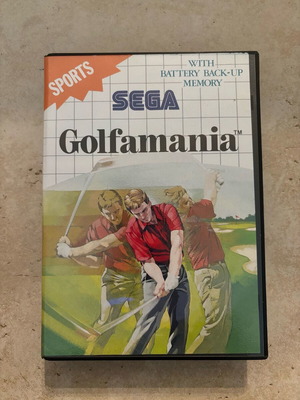 SPORTS
WITH
BATTERY BACK-UP
MEMORY
SEGA
Golfamania™